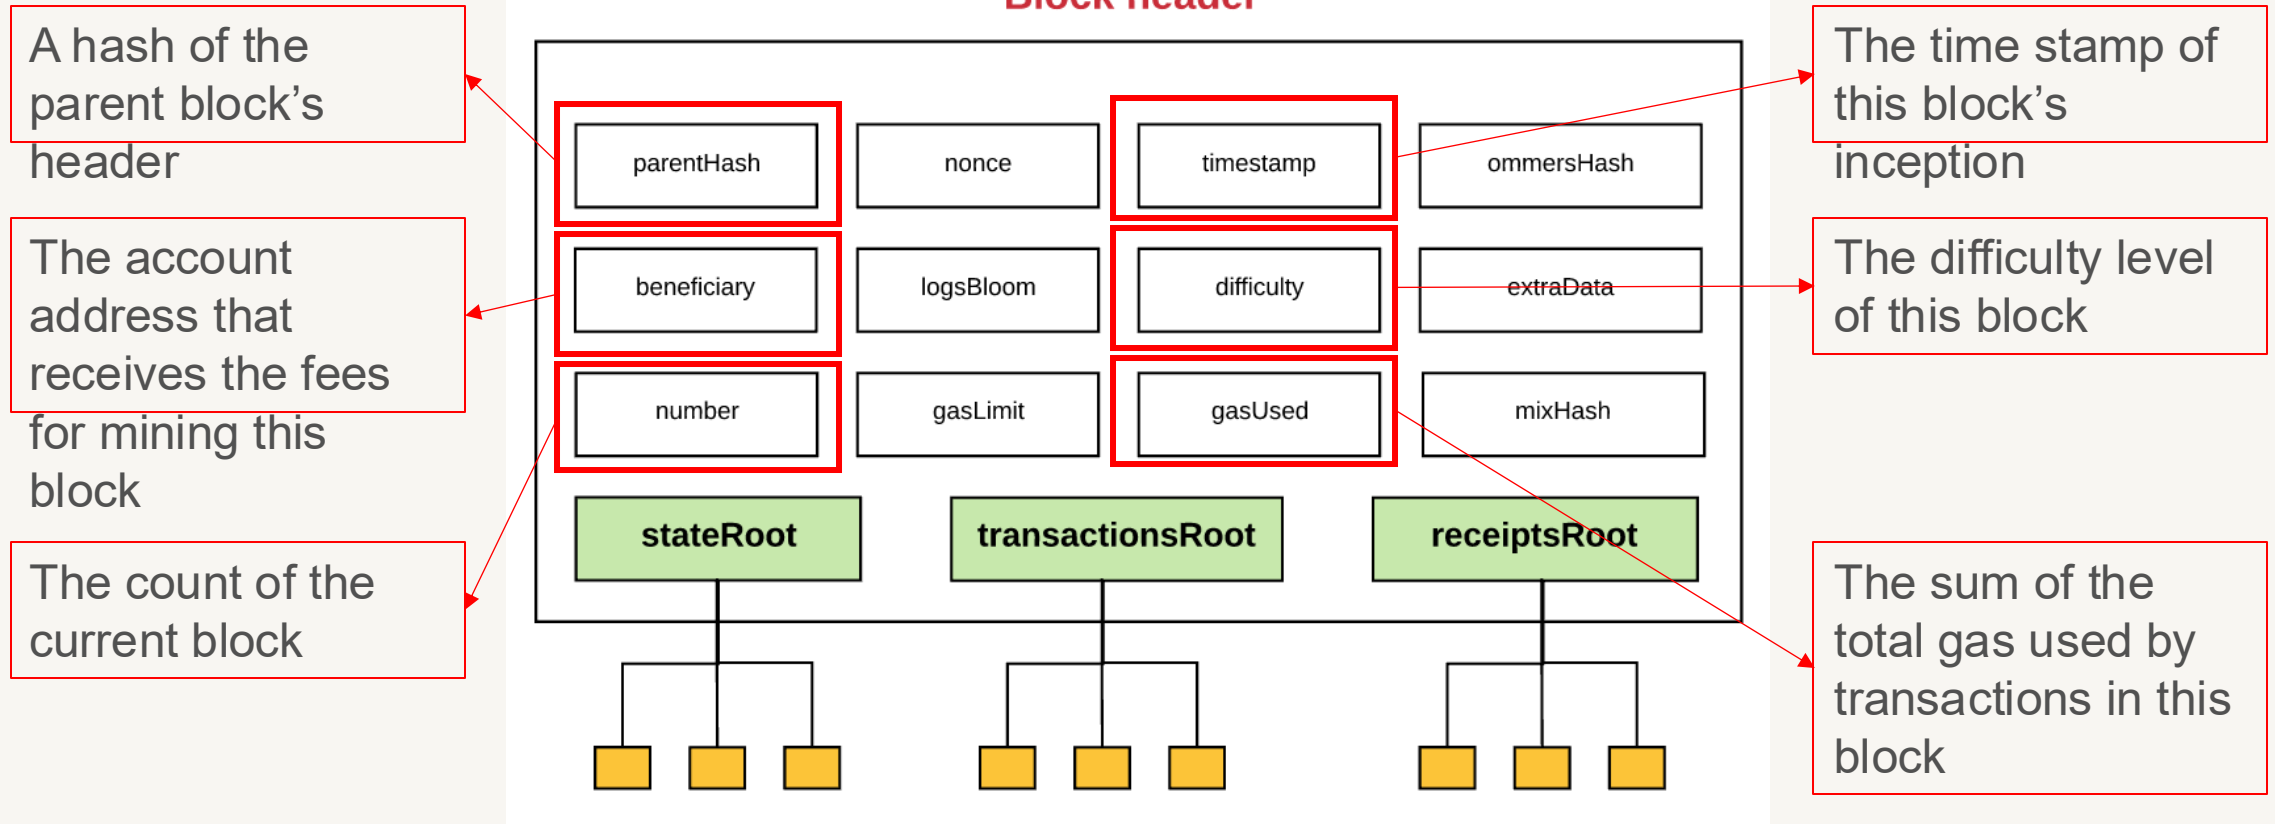 Block header
A hash of the
parent block’s
header
The account
address that
receives the fees
for mining this
block
The count of the
current block
parentHash
nonce
timestamp
ommersHash
beneficiary
logsBloom
difficulty
extraData
number
gasLimit
gasUsed
mixHash
stateRoot
transactionsRoot
receiptsRoot
The time stamp of
this block’s
inception
The difficulty level
of this block
The sum of the
total gas used by
transactions in this
block